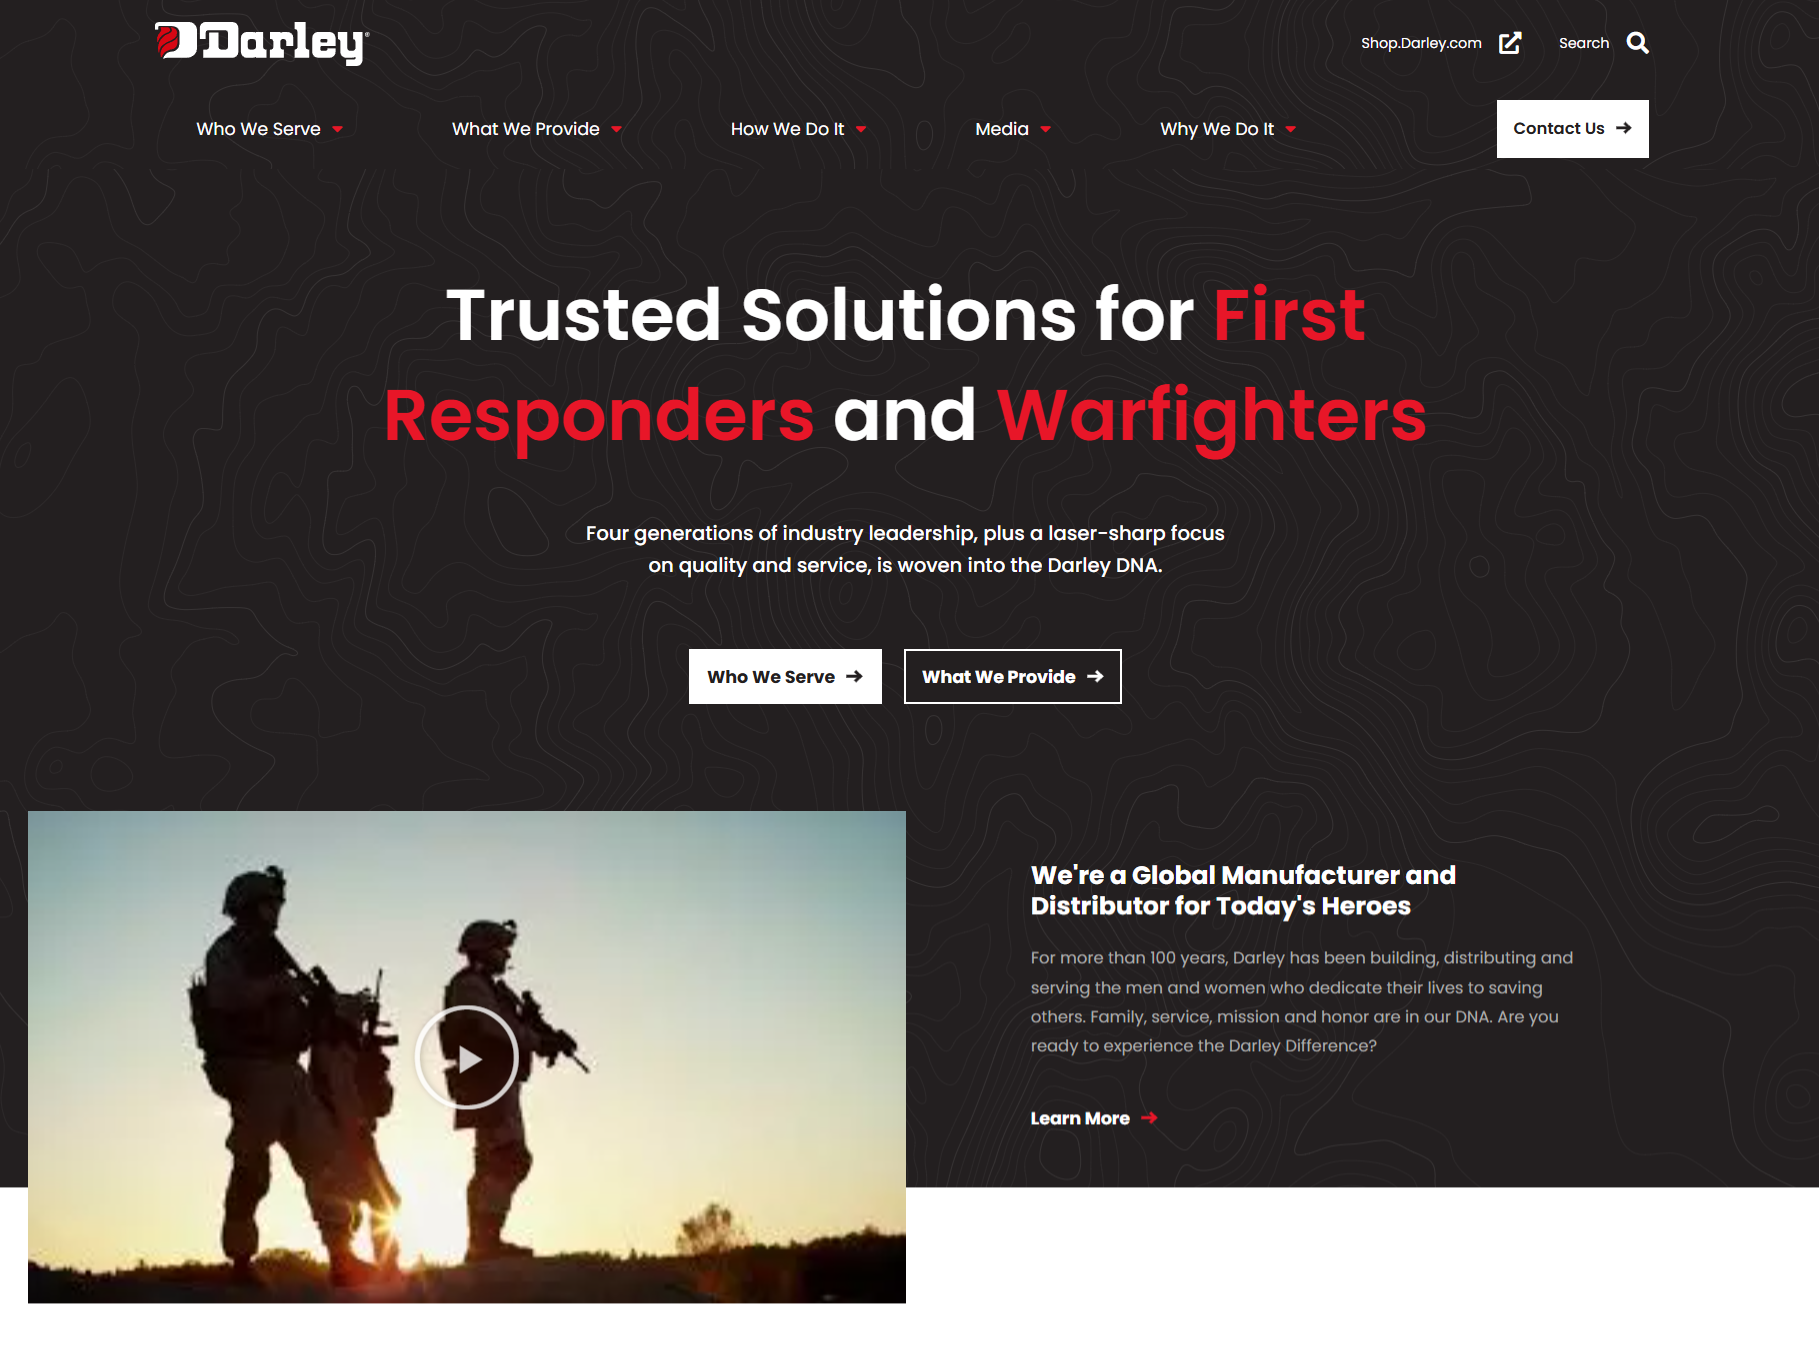 Darley®
Shop.Darley.com
Search
Who We Serve
What We Provide
How We Do It
Media
Why We Do It
Contact Us
Trusted Solutions for First
Responders and Warfighters
Four generations of industry leadership, plus a laser-sharp focus
on quality and service, is woven into the Darley DNA.
Who We Serve
What We Provide
We're a Global Manufacturer and
Distributor for Today's Heroes
For more than 100 years, Darley has been building, distributing and
serving the men and women who dedicate their lives to saving
others. Family, service, mission and honor are in our DNA. Are you
ready to experience the Darley Difference?
Learn More